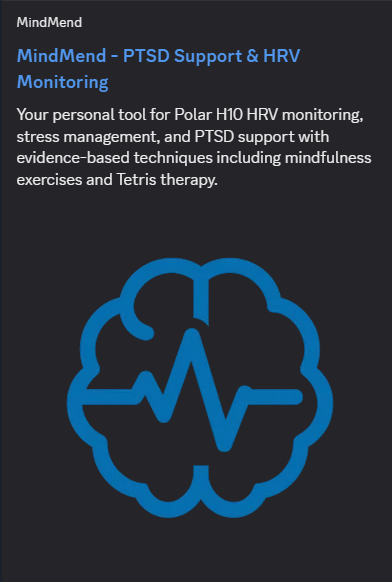 MindMend
MindMend - PTSD Support & HRV
Monitoring
Your personal tool for Polar H10 HRV monitoring,
stress management, and PTSD support with
evidence-based techniques including mindfulness
exercises and Tetris therapy.